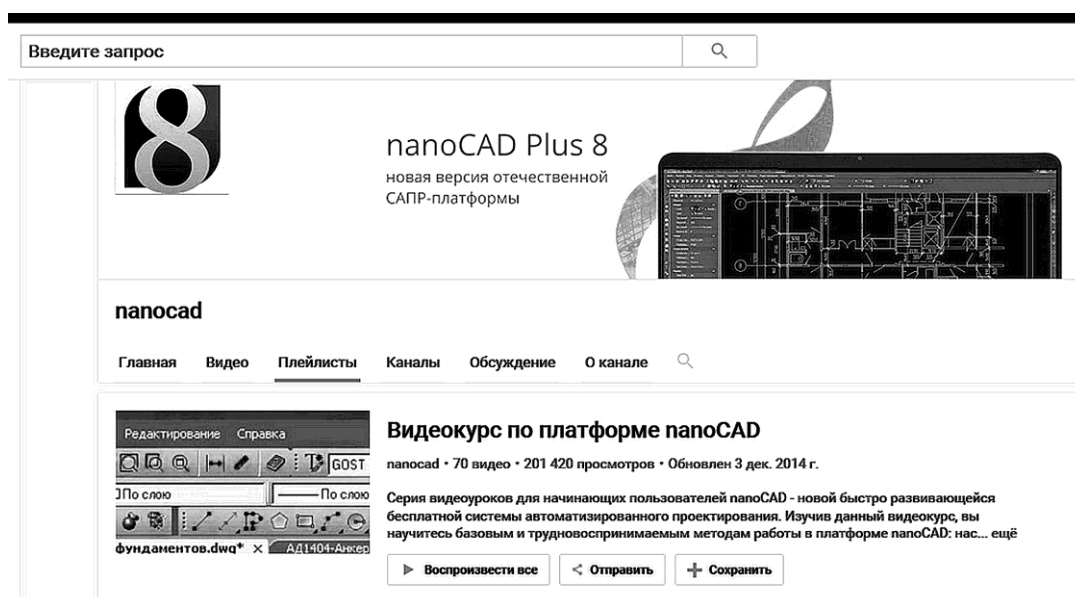 Введите запрос
8
nanoCAD Plus 8
новая версия отечественной
САПР-платформы
nanocad
Главная Видео Плейлисты Каналы Обсуждение О канале
Редактирование Справка
GOST
По слою По слою
фундаментов.dwg* × АД1404-Анкер
Видеокурс по платформе nanoCAD
nanocad • 70 видео • 201 420 просмотров • Обновлен 3 дек. 2014 г.
Серия видеоуроков для начинающих пользователей nanoCAD - новой быстро развивающейся
бесплатной системы автоматизированного проектирования. Изучив данный видеокурс, вы
научитесь базовым и трудновоспринимаемым методам работы в платформе nanoCAD: нас... ещё
Воспроизвести все Отправить Сохранить